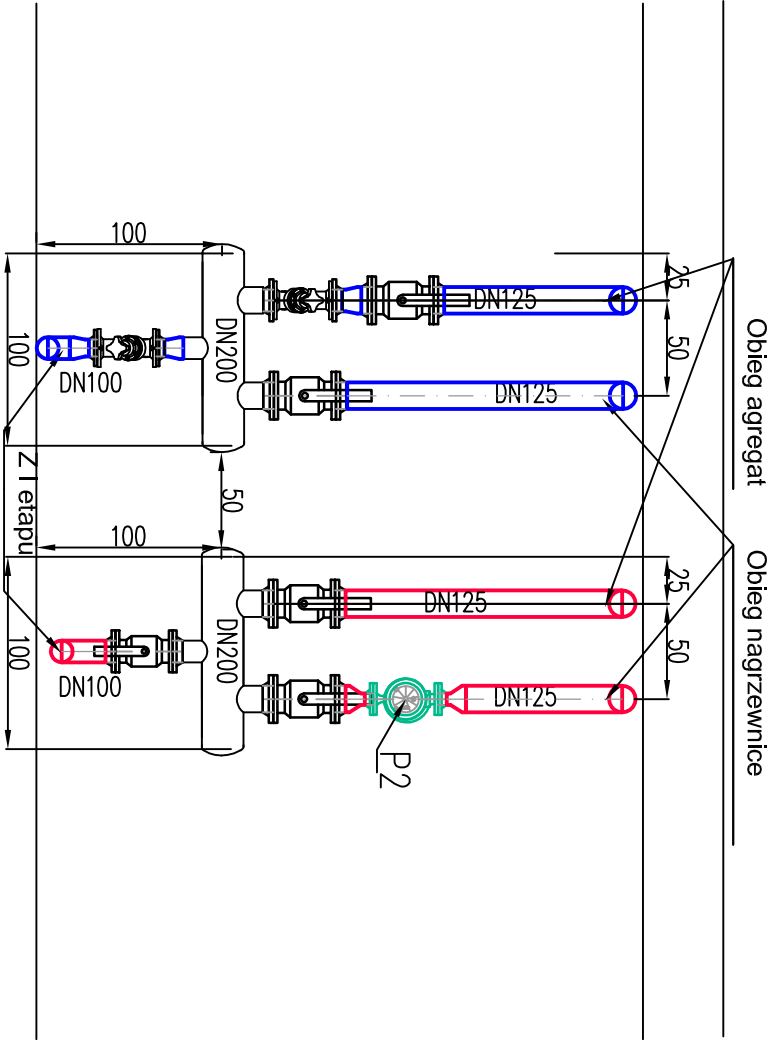 Obieg agregat
Obieg nagrzewnice
25
50
25
50
DN125
DN125
DN125
DN125
P2
DN200
50
DN200
100
100
DN100
DN100
100
Z I etapu
100